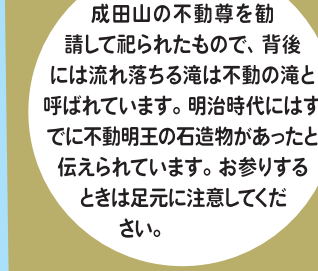 成田山の不動尊を勧
請して祀られたもので、背後
には流れ落ちる滝は不動の滝と
呼ばれています。明治時代にはす
でに不動明王の石造物があったと
伝えられています。お参りする
ときは足元に注意してくだ
さい。